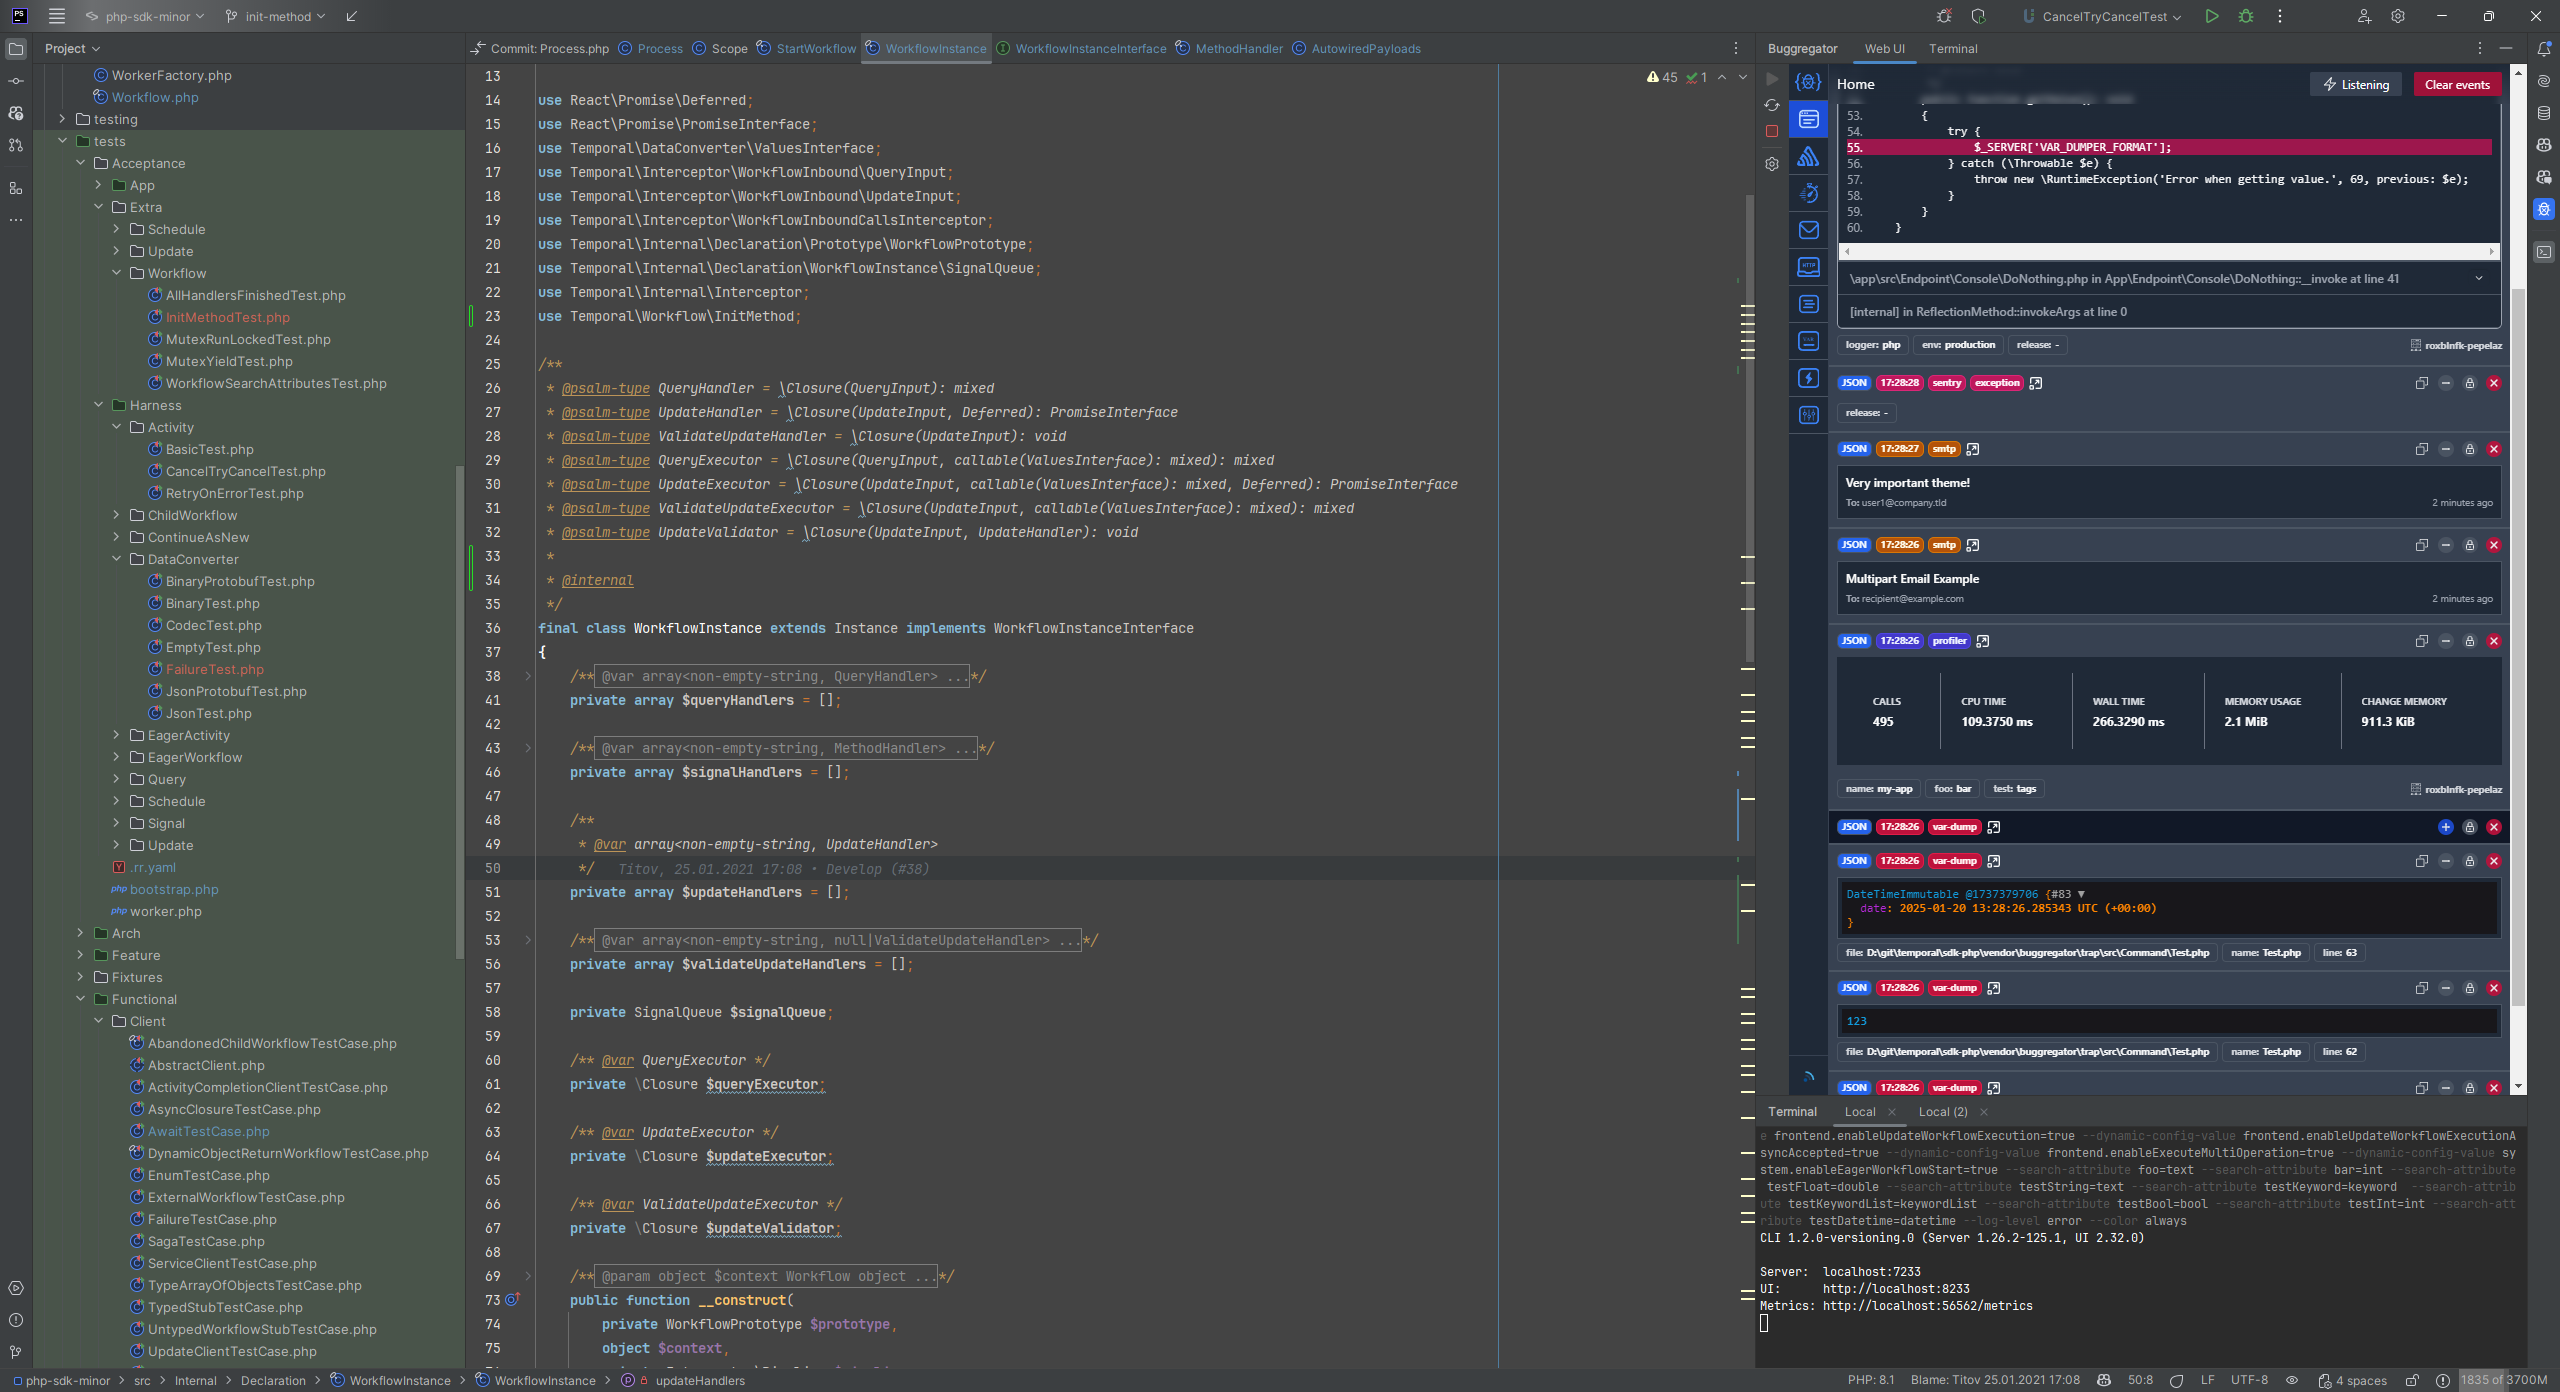 PS php-sdk-minor init-method CancelTryCancelTest
Project
WorkerFactory.php
Workflow.php
testing
tests
Acceptance
App
Extra
Schedule
Update
Workflow
AllHandlersFinishedTest.php
InitMethodTest.php
MutexRunLockedTest.php
MutexYieldTest.php
WorkflowSearchAttributesTest.php
Harness
Activity
BasicTest.php
CancelTryCancelTest.php
RetryOnErrorTest.php
ChildWorkflow
ContinueAsNew
DataConverter
BinaryProtobufTest.php
BinaryTest.php
CodecTest.php
EmptyTest.php
FailureTest.php
JsonProtobufTest.php
JsonTest.php
EagerActivity
EagerWorkflow
Query
Schedule
Signal
Update
.rr.yaml
php bootstrap.php
php worker.php
Arch
Feature
Fixtures
Functional
Client
AbandonedChildWorkflowTestCase.php
AbstractClient.php
ActivityCompletionClientTestCase.php
AsyncClosureTestCase.php
AwaitTestCase.php
DynamicObjectReturnWorkflowTestCase.php
EnumTestCase.php
ExternalWorkflowTestCase.php
FailureTestCase.php
SagaTestCase.php
ServiceClientTestCase.php
TypeArrayOfObjectsTestCase.php
TypedStubTestCase.php
UntypedWorkflowStubTestCase.php
UpdateClientTestCase.php
Commit: Process.php Process Scope StartWorkflow WorkflowInstance WorkflowInstanceInterface MethodHandler AutowiredPayloads
45 1
13
14 use React\Promise\Deferred;
15 use React\Promise\PromiseInterface;
16 use Temporal\DataConverter\ValuesInterface;
17 use Temporal\Interceptor\WorkflowInbound\QueryInput;
18 use Temporal\Interceptor\WorkflowInbound\UpdateInput;
19 use Temporal\Interceptor\WorkflowInboundCallsInterceptor;
20 use Temporal\Internal\Declaration\Prototype\WorkflowPrototype;
21 use Temporal\Internal\Declaration\WorkflowInstance\SignalQueue;
22 use Temporal\Internal\Interceptor;
23 use Temporal\Workflow\InitMethod;
24
25 /**
26 * @psalm-type QueryHandler = \Closure(QueryInput): mixed
27 * @psalm-type UpdateHandler = \Closure(UpdateInput, Deferred): PromiseInterface
28 * @psalm-type ValidateUpdateHandler = \Closure(UpdateInput): void
29 * @psalm-type QueryExecutor = \Closure(QueryInput, callable(ValuesInterface): mixed): mixed
30 * @psalm-type UpdateExecutor = \Closure(UpdateInput, callable(ValuesInterface): mixed, Deferred): PromiseInterface
31 * @psalm-type ValidateUpdateExecutor = \Closure(UpdateInput, callable(ValuesInterface): mixed): mixed
32 * @psalm-type UpdateValidator = \Closure(UpdateInput, UpdateHandler): void
33 *
34 * @internal
35 */
36 final class WorkflowInstance extends Instance implements WorkflowInstanceInterface
37 {
38 /** @var array<non-empty-string, QueryHandler> ...*/
41 private array $queryHandlers = [];
42
43 /** @var array<non-empty-string, MethodHandler> ...*/
46 private array $signalHandlers = [];
47
48 /**
49 * @var array<non-empty-string, UpdateHandler>
50 */ Titov, 25.01.2021 17:08 • Develop (#38)
51 private array $updateHandlers = [];
52
53 /** @var array<non-empty-string, null|ValidateUpdateHandler> ...*/
56 private array $validateUpdateHandlers = [];
57
58 private SignalQueue $signalQueue;
59
60 /** @var QueryExecutor */
61 private \Closure $queryExecutor;
62
63 /** @var UpdateExecutor */
64 private \Closure $updateExecutor;
65
66 /** @var ValidateUpdateExecutor */
67 private \Closure $updateValidator;
68
69 /** @param object $context Workflow object ...*/
73 public function __construct(
74 private WorkflowPrototype $prototype,
75 object $context,
Buggregator Web UI Terminal
Home Listening Clear events
53. {
54. try {
55. $_SERVER['VAR_DUMPER_FORMAT'];
56. } catch (\Throwable $e) {
57. throw new \RuntimeException('Error when getting value.', 69, previous: $e);
58. }
59. }
60. }
\app\src\Endpoint\Console\DoNothing.php in App\Endpoint\Console\DoNothing::__invoke at line 41
[internal] in ReflectionMethod::invokeArgs at line 0
logger: php env: production release: - roxblnfk-pepelaz
JSON 17:28:28 sentry exception
release: -
JSON 17:28:27 smtp
Very important theme!
To: user1@company.tld 2 minutes ago
JSON 17:28:26 smtp
Multipart Email Example
To: recipient@example.com 2 minutes ago
JSON 17:28:26 profiler
CALLS CPU TIME WALL TIME MEMORY USAGE CHANGE MEMORY
495 109.3750 ms 266.3290 ms 2.1 MiB 911.3 KiB
name: my-app foo: bar test: tags roxblnfk-pepelaz
JSON 17:28:26 var-dump
JSON 17:28:26 var-dump
DateTimeImmutable @1737379706 {#83 ▼
date: 2025-01-20 13:28:26.285343 UTC (+00:00)
}
file: D:\git\temporal\sdk-php\vendor\buggregator\trap\src\Command\Test.php name: Test.php line: 63
JSON 17:28:26 var-dump
123
file: D:\git\temporal\sdk-php\vendor\buggregator\trap\src\Command\Test.php name: Test.php line: 62
JSON 17:28:26 var-dump
Terminal Local Local (2)
e frontend.enableUpdateWorkflowExecution=true --dynamic-config-value frontend.enableUpdateWorkflowExecutionA
syncAccepted=true --dynamic-config-value frontend.enableExecuteMultiOperation=true --dynamic-config-value sy
stem.enableEagerWorkflowStart=true --search-attribute foo=text --search-attribute bar=int --search-attribute
testFloat=double --search-attribute testString=text --search-attribute testKeyword=keyword --search-attrib
ute testKeywordList=keywordList --search-attribute testBool=bool --search-attribute testInt=int --search-att
ribute testDatetime=datetime --log-level error --color always
CLI 1.2.0-versioning.0 (Server 1.26.2-125.1, UI 2.32.0)
Server: localhost:7233
UI: http://localhost:8233
Metrics: http://localhost:56562/metrics
php-sdk-minor src Internal Declaration WorkflowInstance WorkflowInstance updateHandlers PHP: 8.1 Blame: Titov 25.01.2021 17:08 50:8 LF UTF-8 4 spaces 1835 of 3700M